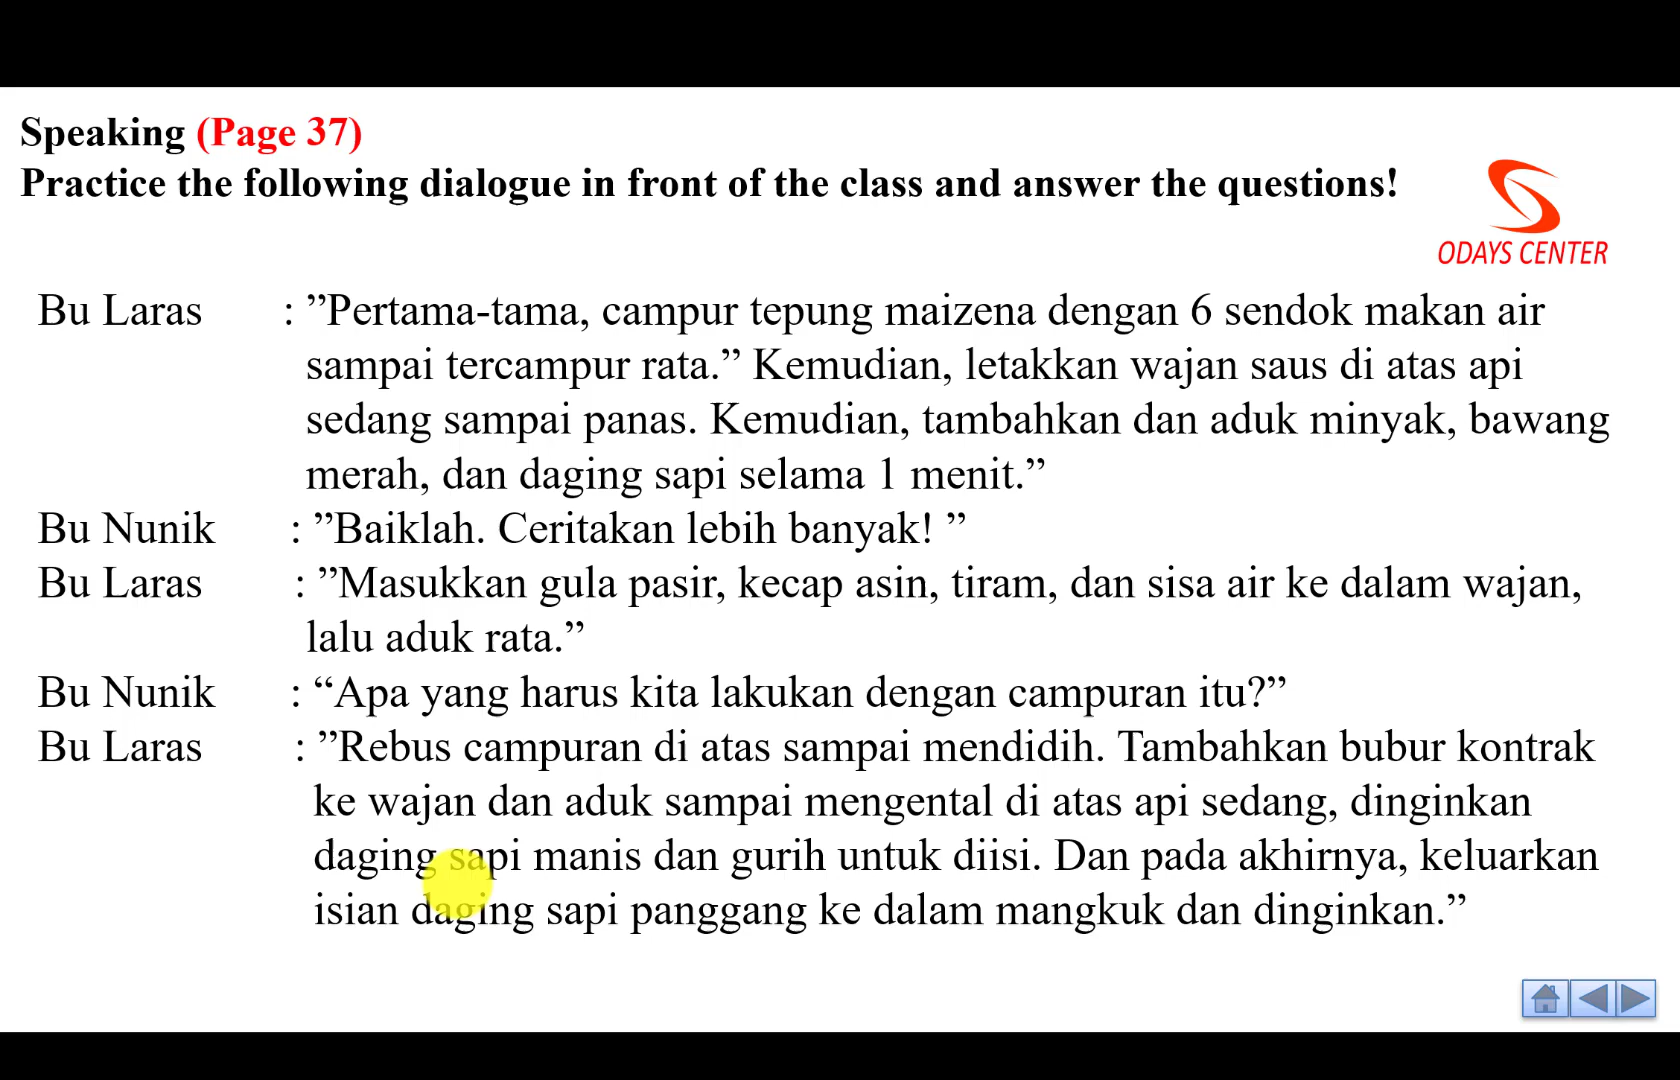 Speaking (Page 37)
Practice the following dialogue in front of the class and answer the questions!
ODAYS CENTER
Bu Laras : ”Pertama-tama, campur tepung maizena dengan 6 sendok makan air
sampai tercampur rata.” Kemudian, letakkan wajan saus di atas api
sedang sampai panas. Kemudian, tambahkan dan aduk minyak, bawang
merah, dan daging sapi selama 1 menit.”
Bu Nunik : ”Baiklah. Ceritakan lebih banyak! ”
Bu Laras : ”Masukkan gula pasir, kecap asin, tiram, dan sisa air ke dalam wajan,
lalu aduk rata.”
Bu Nunik : “Apa yang harus kita lakukan dengan campuran itu?”
Bu Laras : ”Rebus campuran di atas sampai mendidih. Tambahkan bubur kontrak
ke wajan dan aduk sampai mengental di atas api sedang, dinginkan
daging sapi manis dan gurih untuk diisi. Dan pada akhirnya, keluarkan
isian daging sapi panggang ke dalam mangkuk dan dinginkan.”